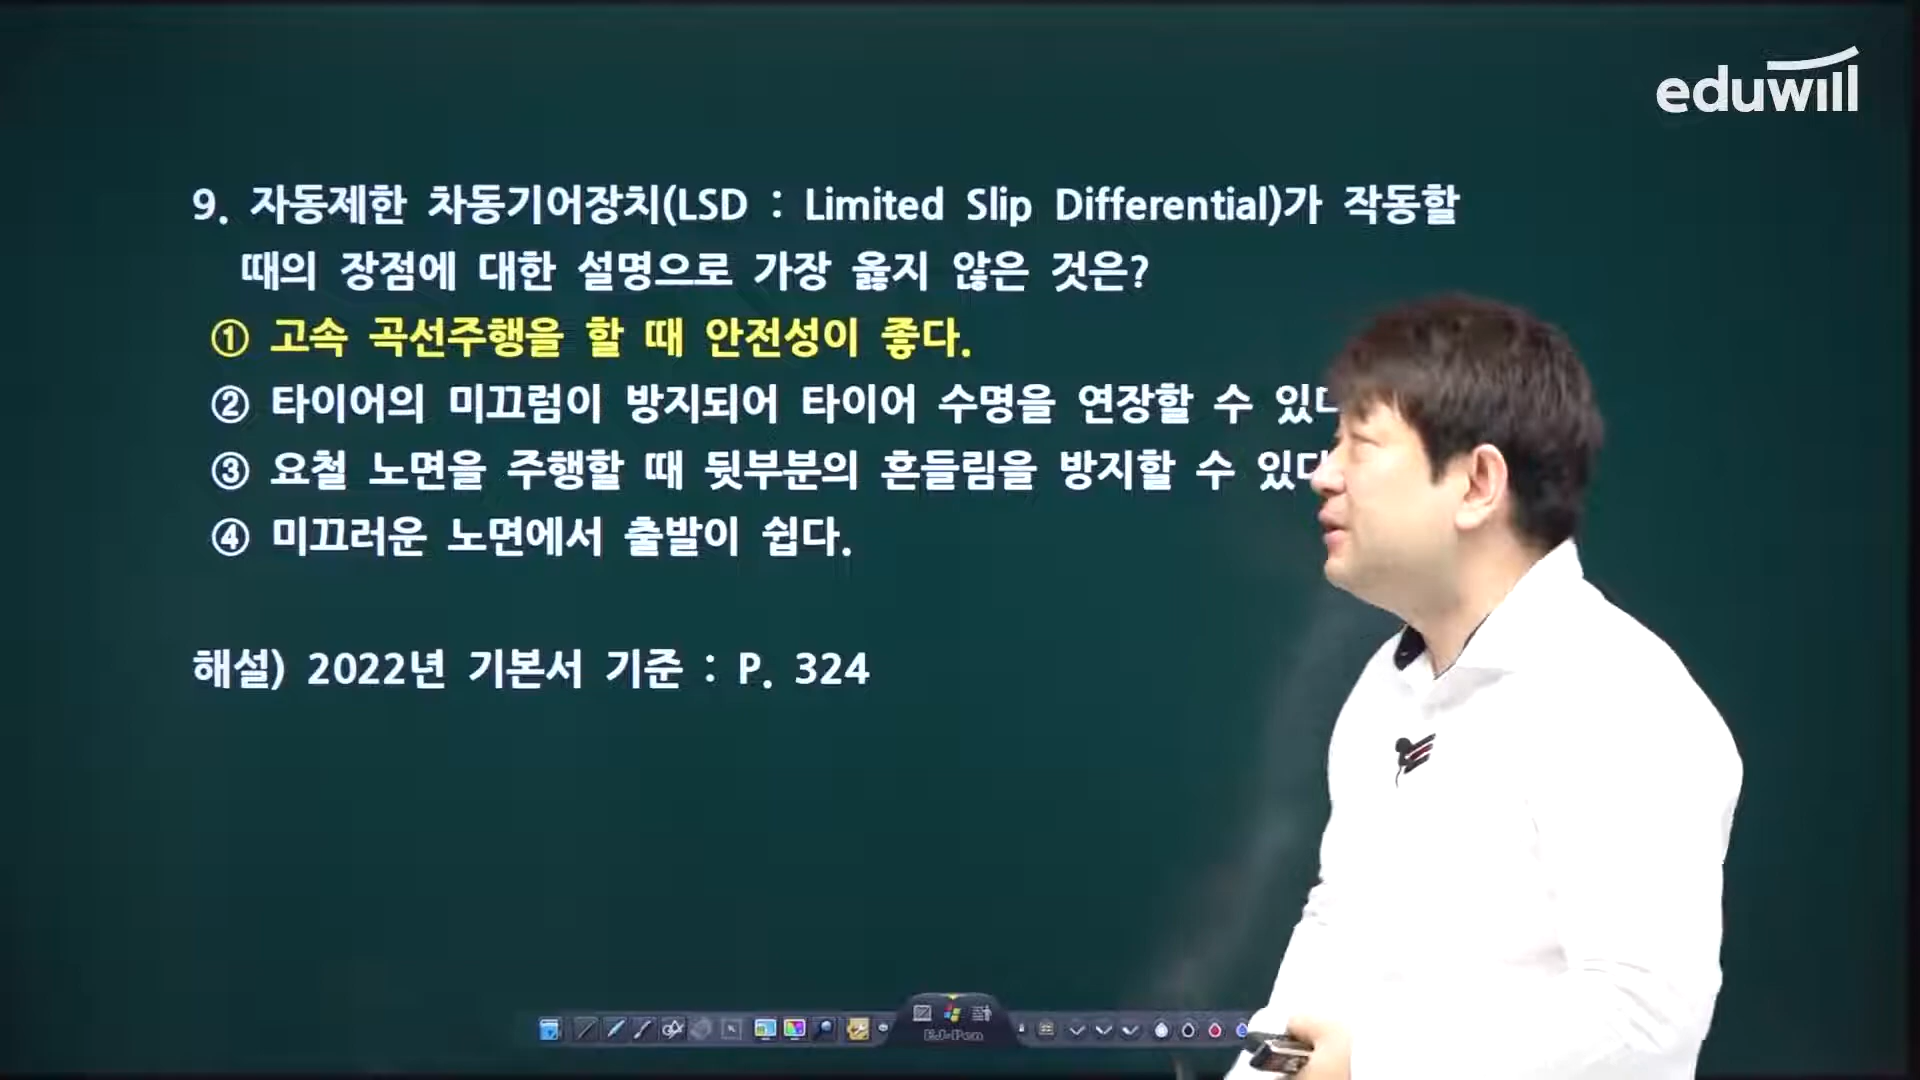 eduwill
9. 자동제한 차동기어장치(LSD : Limited Slip Differential)가 작동할
때의 장점에 대한 설명으로 가장 옳지 않은 것은?
① 고속 곡선주행을 할 때 안전성이 좋다.
② 타이어의 미끄럼이 방지되어 타이어 수명을 연장할 수
③ 요철 노면을 주행할 때 뒷부분의 흔들림을 방지할 수
④ 미끄러운 노면에서 출발이 쉽다.
해설) 2022년 기본서 기준 : P. 324